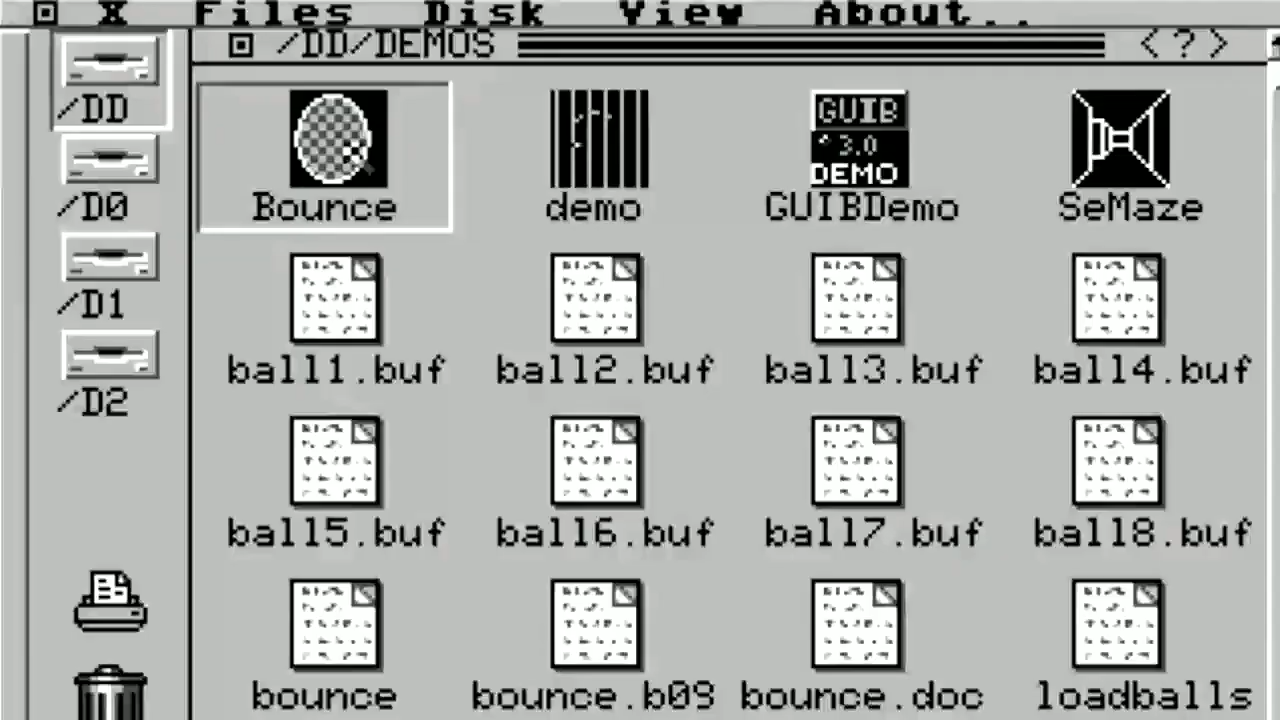 X Files Disk View About..
/DD/DEMOS <?>
/DD
/D0
/D1
/D2
GUIB
3.0
DEMO
Bounce demo GUIBDemo SeMaze
ball1.buf ball2.buf ball3.buf ball4.buf
ball5.buf ball6.buf ball7.buf ball8.buf
bounce bounce.b09 bounce.doc loadballs